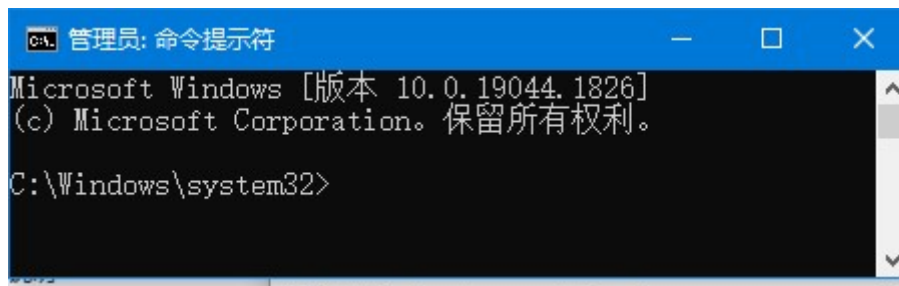 管理员: 命令提示符
Microsoft Windows [版本 10.0.19044.1826]
(c) Microsoft Corporation。保留所有权利。
C:\Windows\system32>